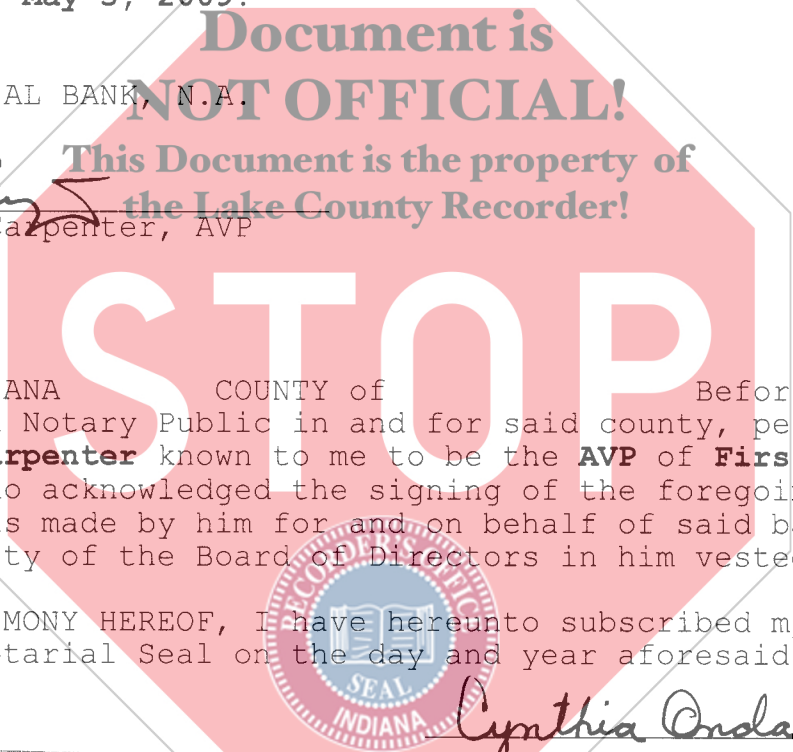 May 5, 2009.
Document is
AL BANK, N.A.
NOT OFFICIAL!
This Document is the property of
the Lake County Recorder!
Carpenter, AVP
STOP
ANA COUNTY of Befor
Notary Public in and for said county, pe
rpenter known to me to be the AVP of Firs
o acknowledged the signing of the foregoi
s made by him for and on behalf of said b
ty of the Board of Directors in him veste
MONY HEREOF, I have hereunto subscribed m
tarial Seal on the day and year aforesaid
RECORDER'S OFFICE
SEAL
INDIANA
Cynthia Onda